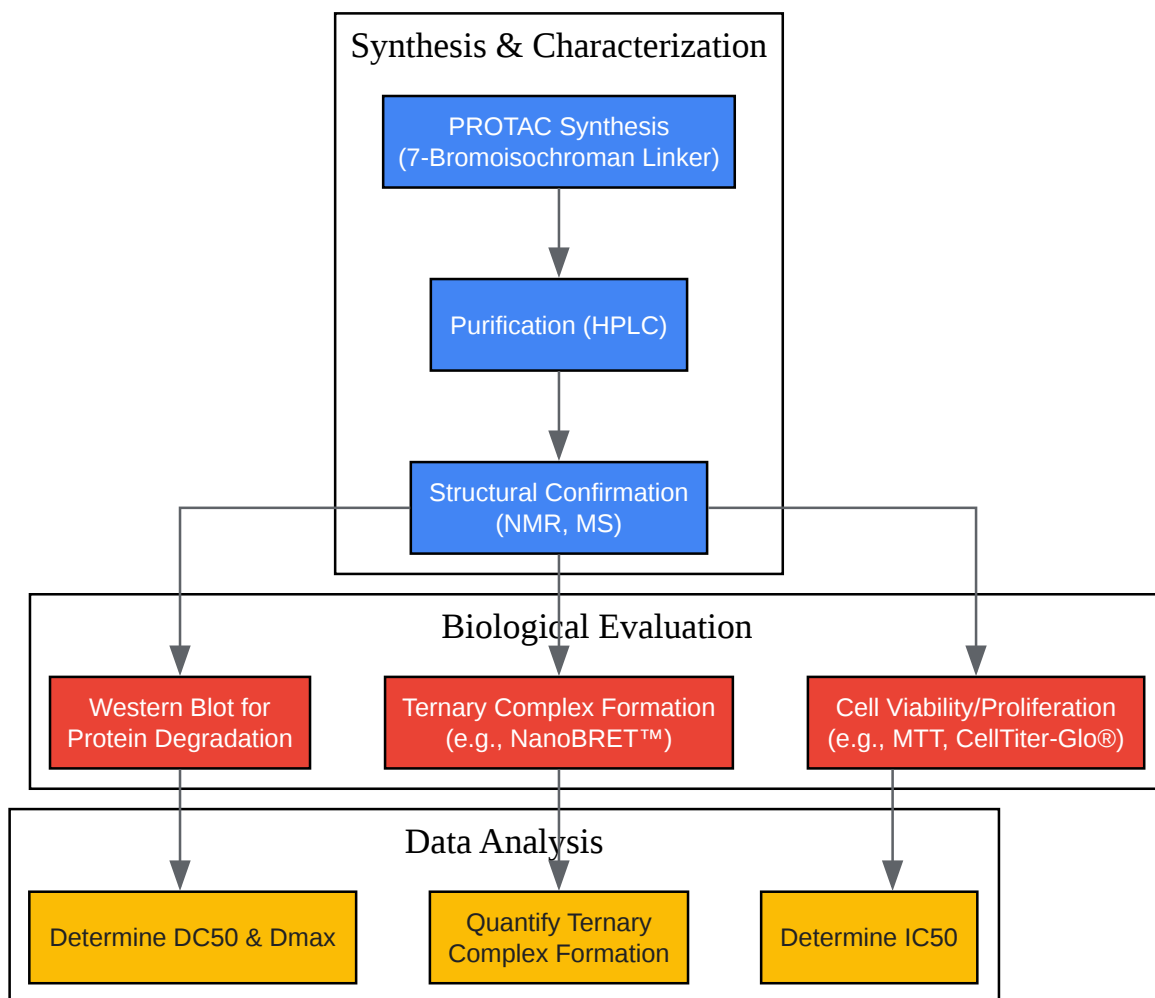 Synthesis & Characterization
PROTAC Synthesis
(7-Bromoisochroman Linker)
Purification (HPLC)
Structural Confirmation
(NMR, MS)
Biological Evaluation
Western Blot for
Protein Degradation
Ternary Complex Formation
(e.g., NanoBRET™)
Cell Viability/Proliferation
(e.g., MTT, CellTiter-Glo®)
Data Analysis
Determine DC50 & Dmax
Quantify Ternary
Complex Formation
Determine IC50